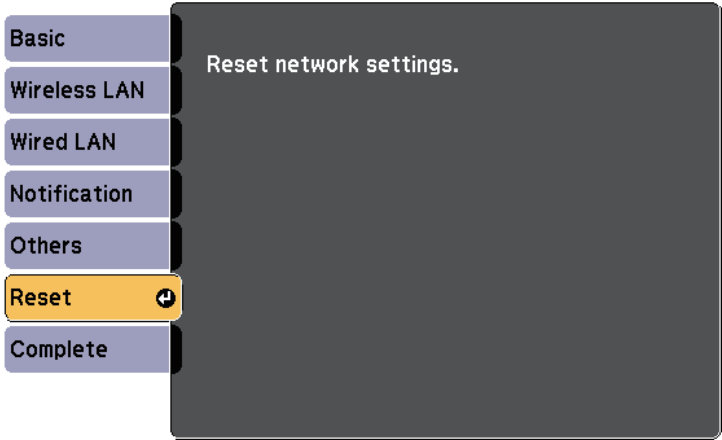 Basic
Wireless LAN
Wired LAN
Notification
Others
Reset
Complete
Reset network settings.